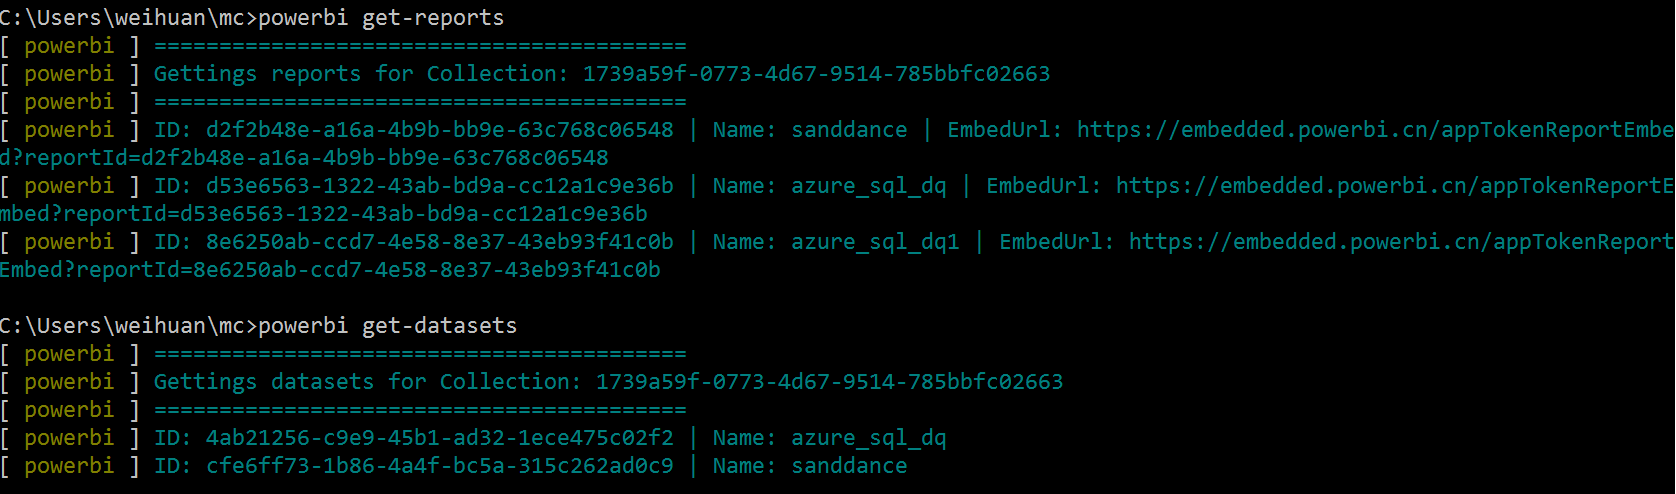 C:\Users\weihuan\mc>powerbi get-reports
[ powerbi ] =========================================
[ powerbi ] Gettings reports for Collection: 1739a59f-0773-4d67-9514-785bbfc02663
[ powerbi ] =========================================
[ powerbi ] ID: d2f2b48e-a16a-4b9b-bb9e-63c768c06548 | Name: sanddance | EmbedUrl: https://embedded.powerbi.cn/appTokenReportEmbe
d?reportId=d2f2b48e-a16a-4b9b-bb9e-63c768c06548
[ powerbi ] ID: d53e6563-1322-43ab-bd9a-cc12a1c9e36b | Name: azure_sql_dq | EmbedUrl: https://embedded.powerbi.cn/appTokenReportE
mbed?reportId=d53e6563-1322-43ab-bd9a-cc12a1c9e36b
[ powerbi ] ID: 8e6250ab-ccd7-4e58-8e37-43eb93f41c0b | Name: azure_sql_dq1 | EmbedUrl: https://embedded.powerbi.cn/appTokenReport
Embed?reportId=8e6250ab-ccd7-4e58-8e37-43eb93f41c0b
C:\Users\weihuan\mc>powerbi get-datasets
[ powerbi ] =========================================
[ powerbi ] Gettings datasets for Collection: 1739a59f-0773-4d67-9514-785bbfc02663
[ powerbi ] =========================================
[ powerbi ] ID: 4ab21256-c9e9-45b1-ad32-1ece475c02f2 | Name: azure_sql_dq
[ powerbi ] ID: cfe6ff73-1b86-4a4f-bc5a-315c262ad0c9 | Name: sanddance